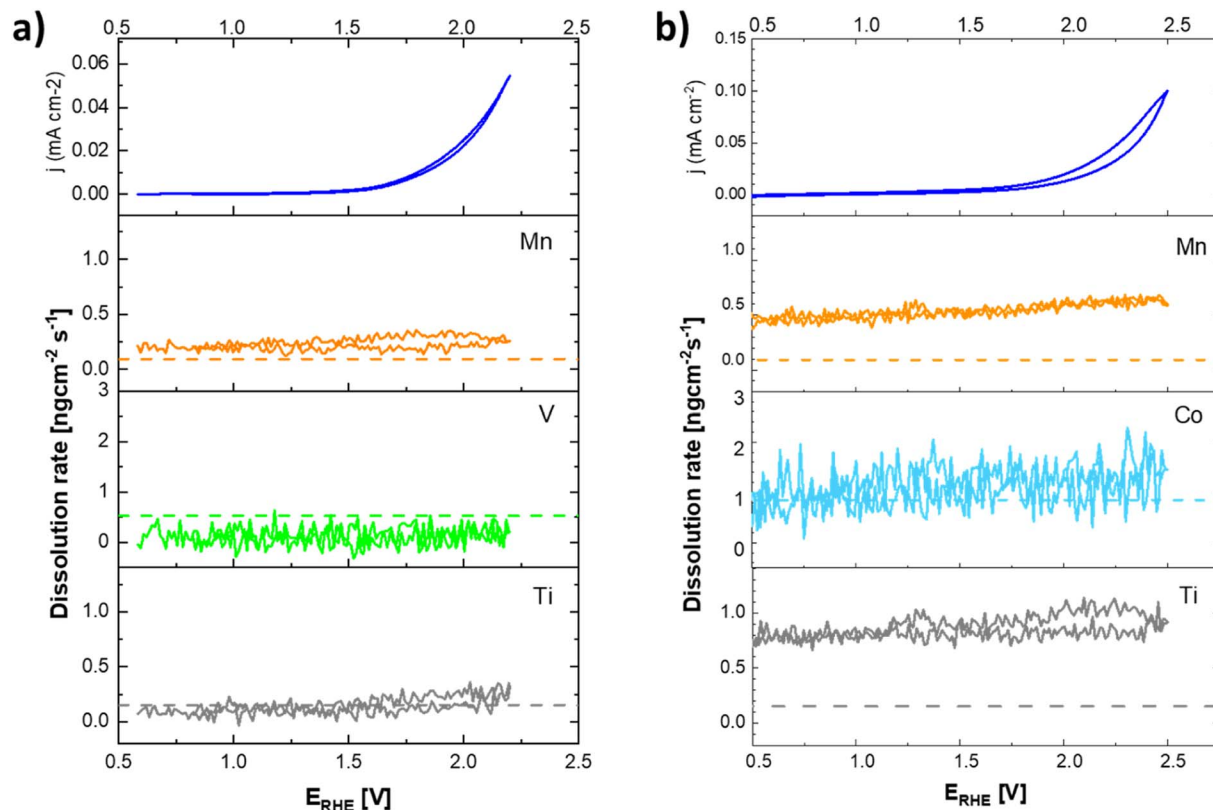 a)
0.5 1.0 1.5 2.0 2.5
j (mA cm-2)
0.06
0.04
0.02
0.00
Dissolution rate [ngcm⁻² s⁻¹]
Mn
1.0
0.5
0.0
V
3
2
1
0
Ti
1.0
0.5
0.0
0.5 1.0 1.5 2.0 2.5
E_RHE [V]
b)
0.5 1.0 1.5 2.0 2.5
j (mA cm⁻²)
0.15
0.10
0.05
0.00
Dissolution rate [ngcm⁻²s⁻¹]
Mn
1.0
0.5
0.0
Co
3
2
1
0
Ti
1.0
0.5
0.0
0.5 1.0 1.5 2.0 2.5
E_RHE [V]